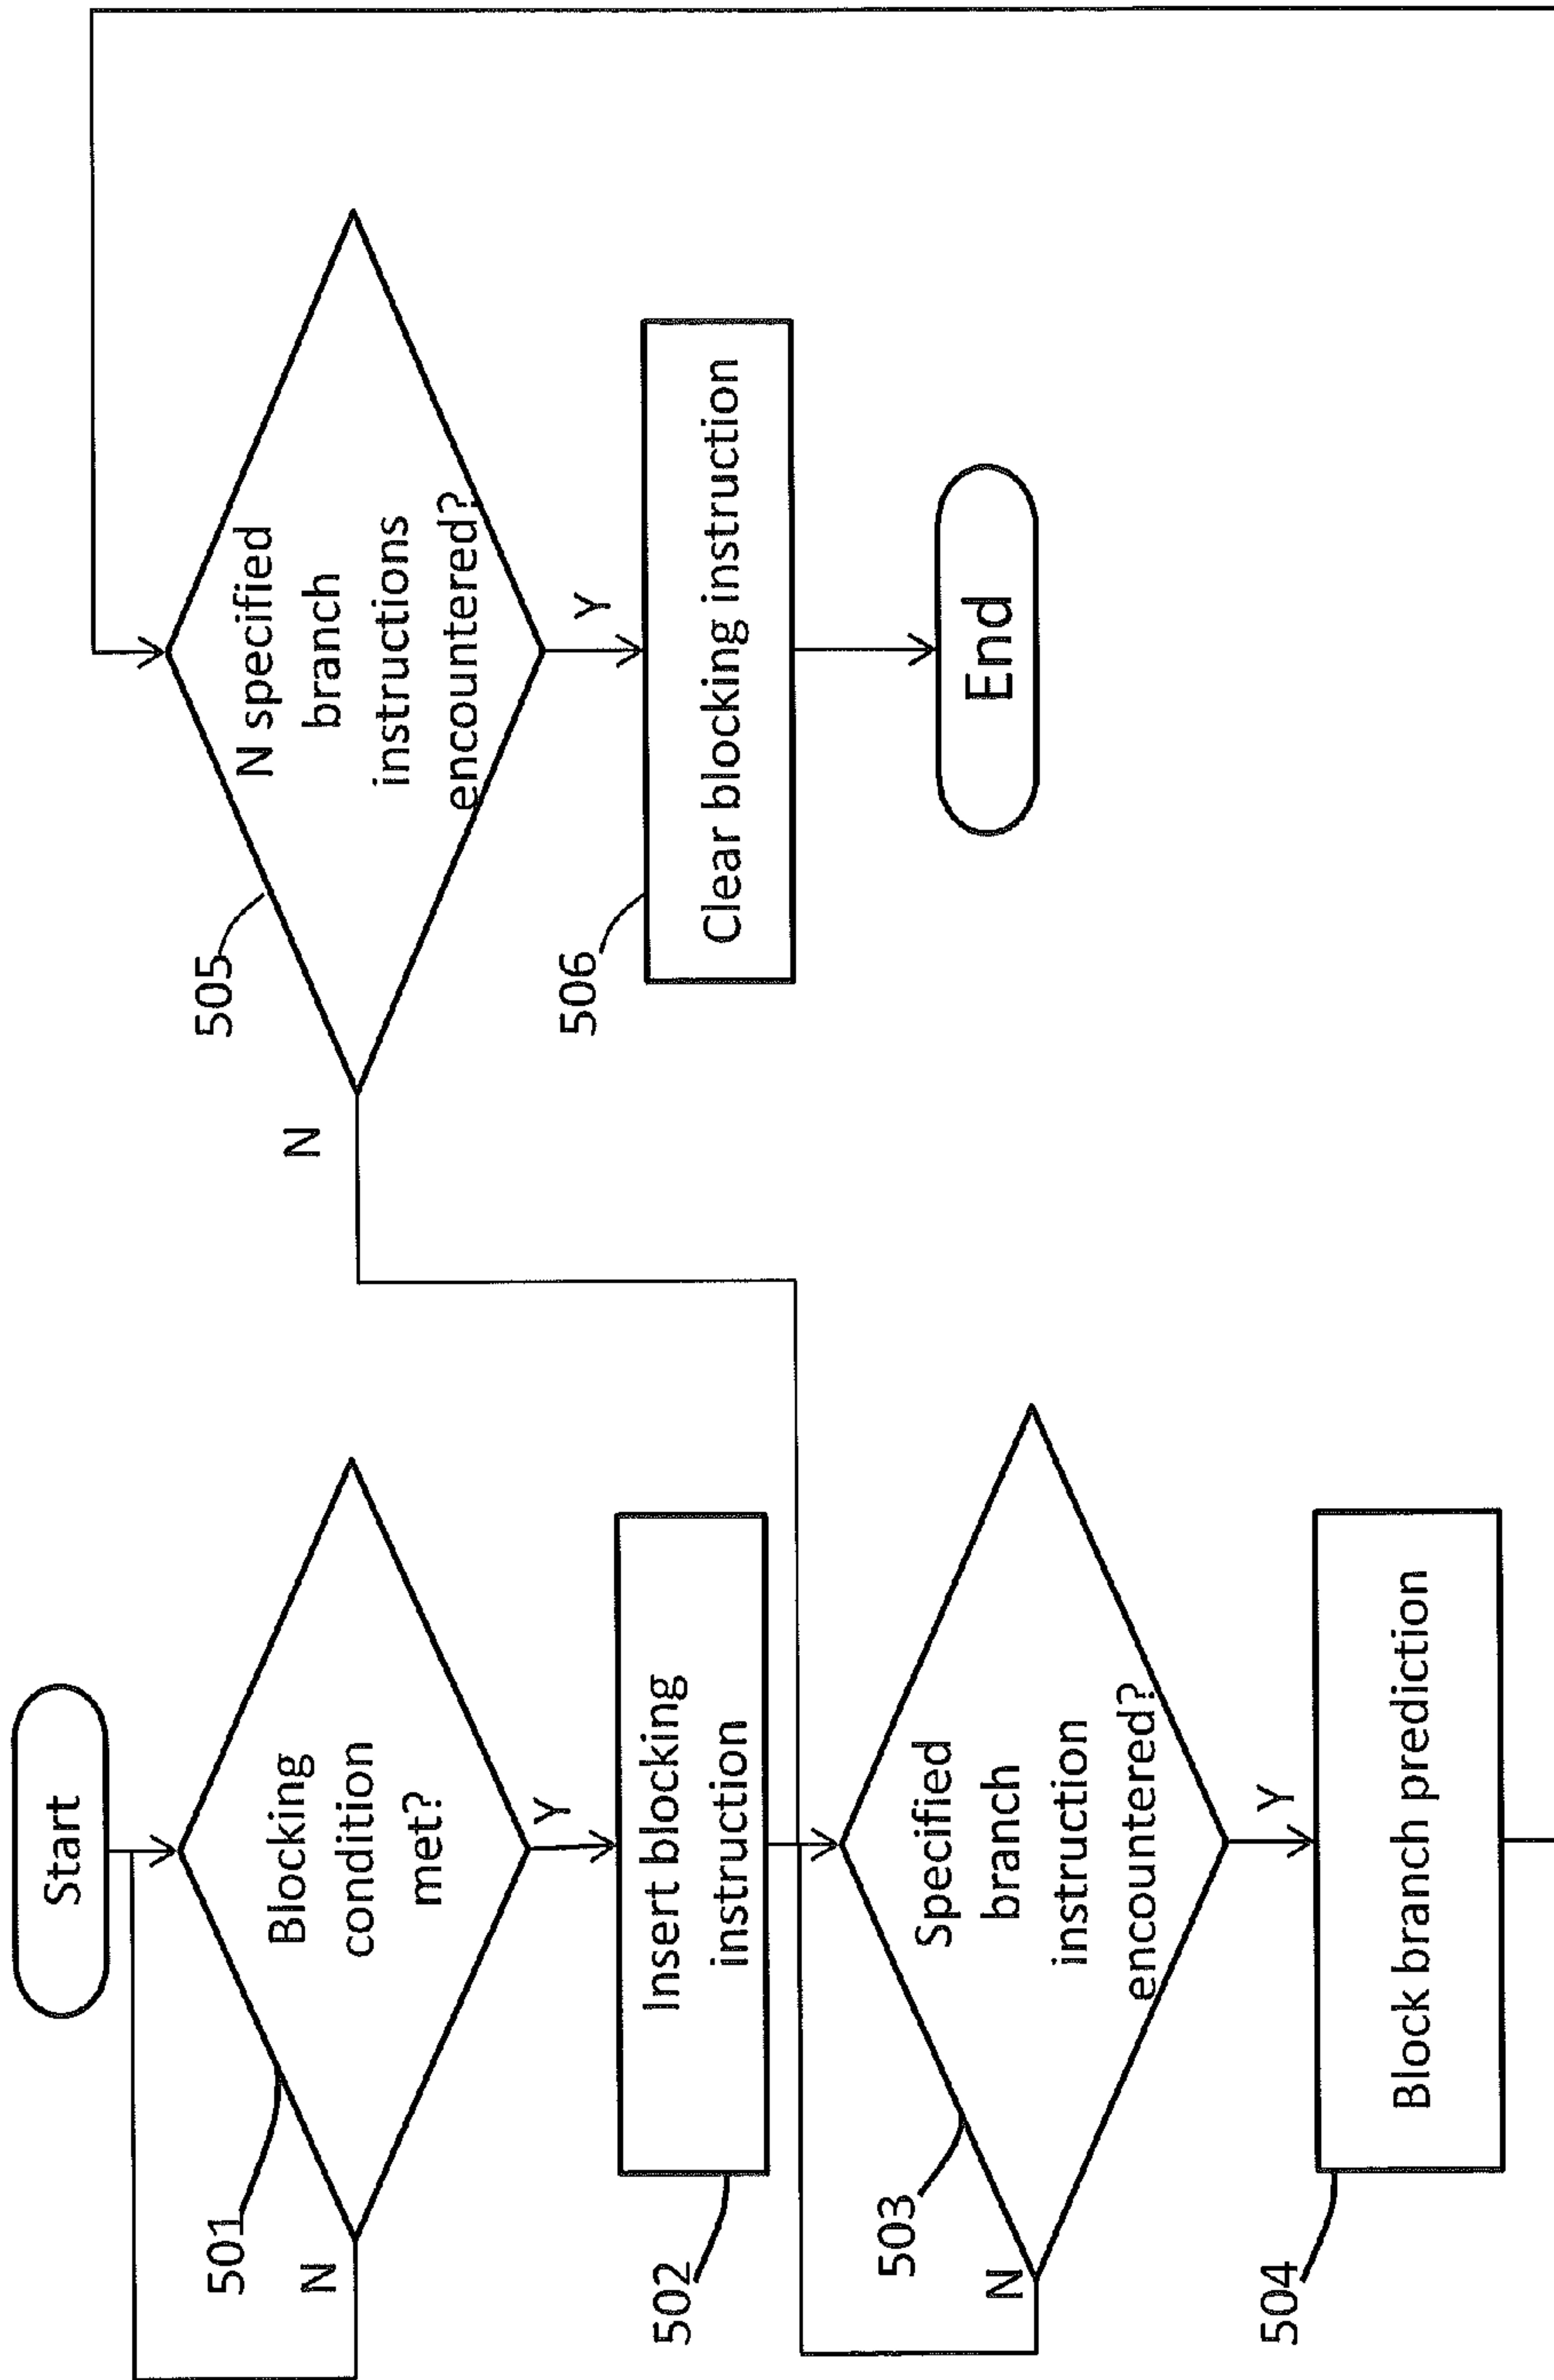 Start
501
Blocking
condition
met?
N
Y
502
Insert blocking
instruction
503
Specified
branch
instruction
encountered?
N
Y
504
Block branch prediction
505
N specified
branch
instructions
encountered?
N
Y
506
Clear blocking instruction
End